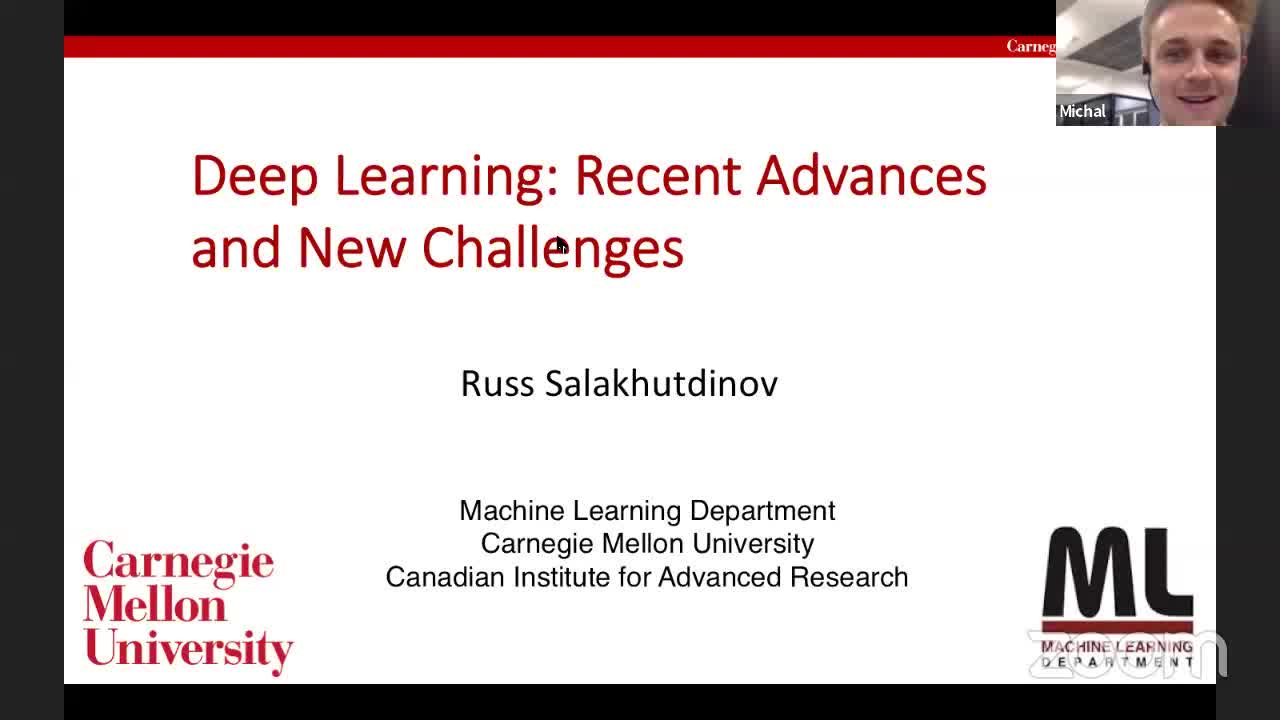 Carneg
Michal
Deep Learning: Recent Advances
and New Challenges
Russ Salakhutdinov
Machine Learning Department
Carnegie Mellon University
Canadian Institute for Advanced Research
Carnegie
Mellon
University
ML
MACHINE LEARNING
DEPARTMENT
zoom